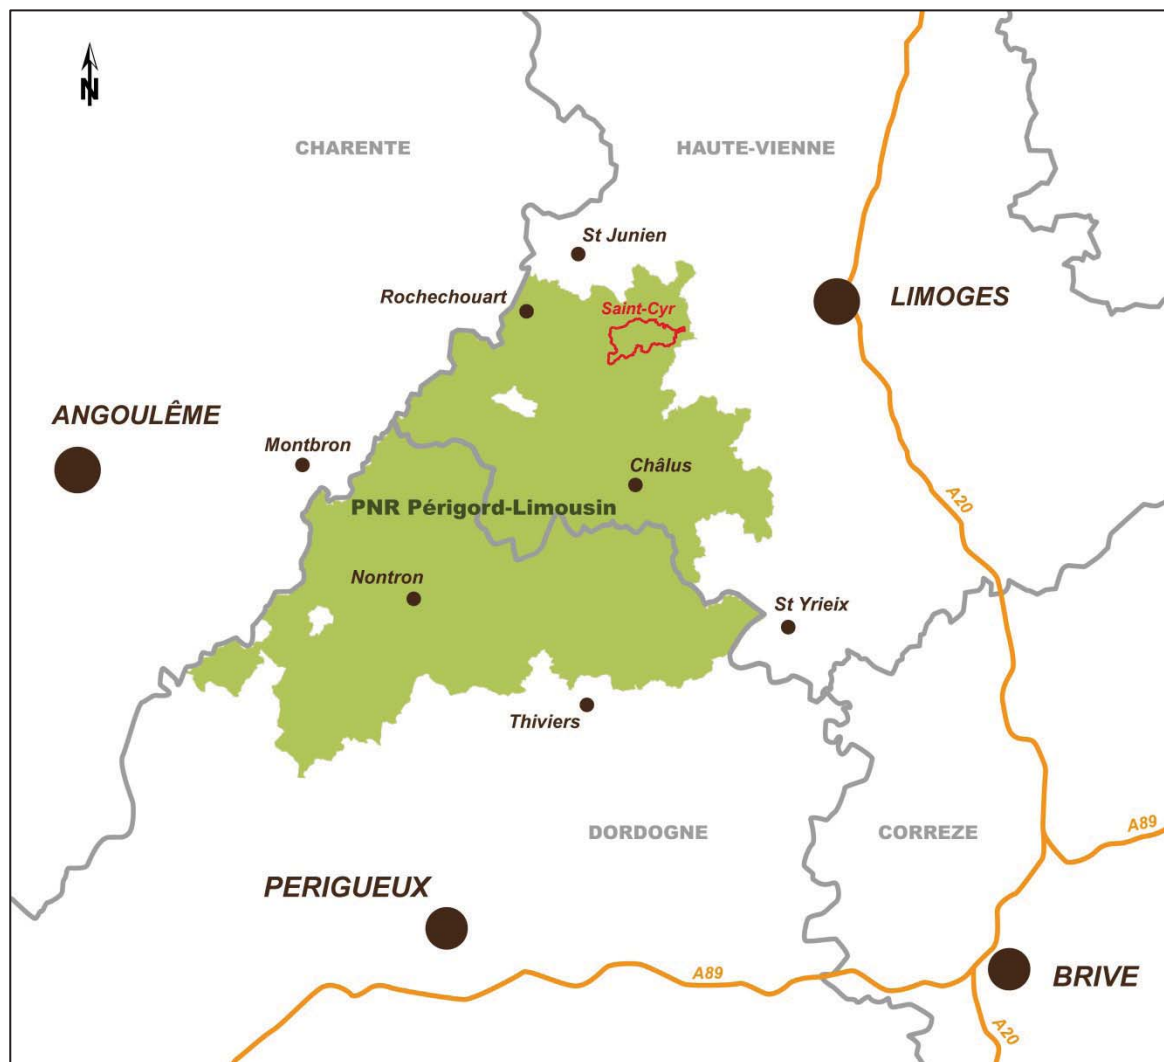 N
CHARENTE
HAUTE-VIENNE
St Junien
Rochechouart
LIMOGES
Saint-Cyr
ANGOULÊME
Montbron
Châlus
A20
PNR Périgord-Limousin
Nontron
St Yrieix
Thiviers
DORDOGNE
CORREZE
A89
PERIGUEUX
A89
BRIVE
A20